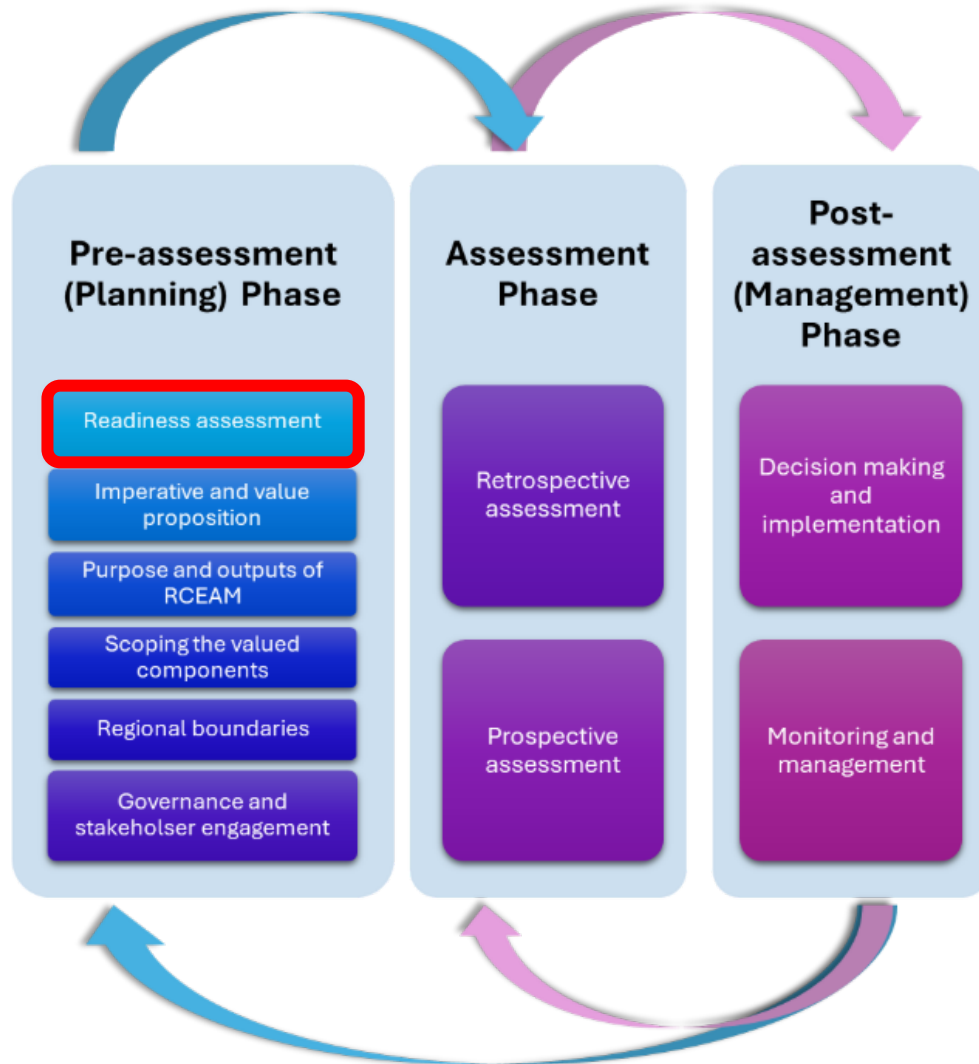 Pre-assessment
(Planning) Phase
Readiness assessment
Imperative and value
proposition
Purpose and outputs of
RCEAM
Scoping the valued
components
Regional boundaries
Governance and
stakeholser engagement
Assessment
Phase
Retrospective
assessment
Prospective
assessment
Post-
assessment
(Management)
Phase
Decision making
and
implementation
Monitoring and
management